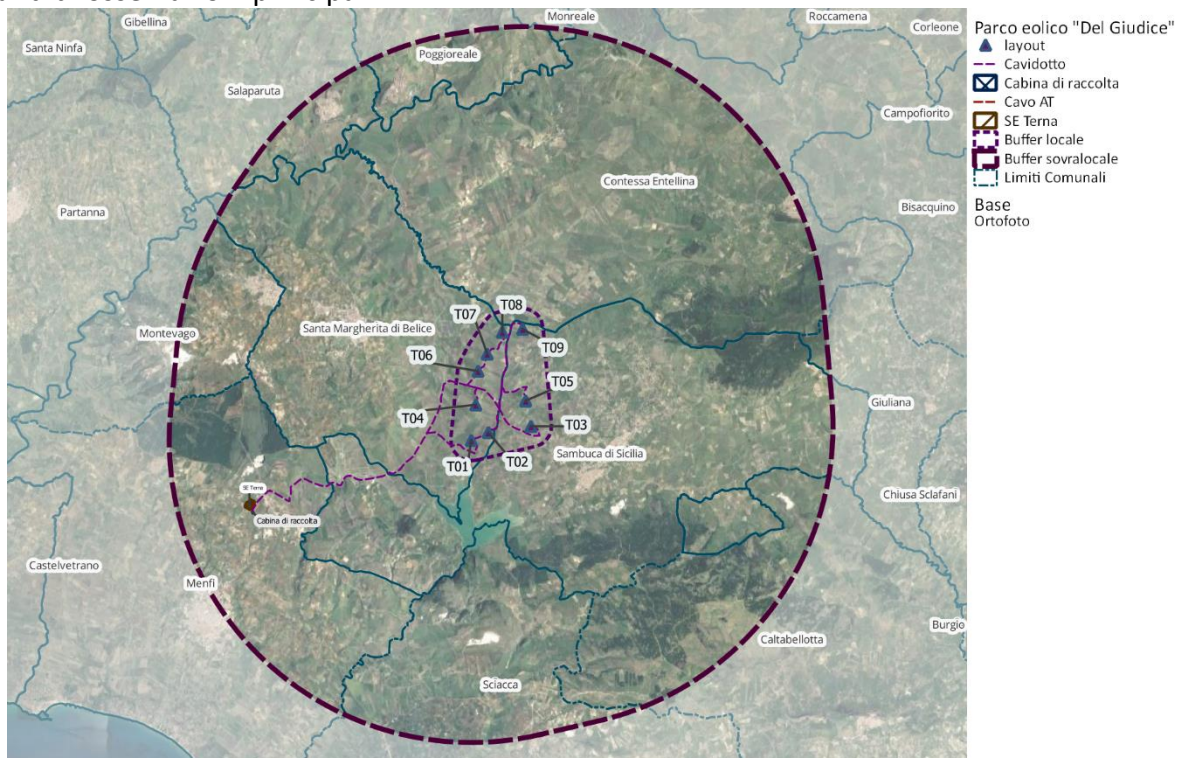 Monreale
Roccamena
Gibellina
Corleone
Santa Ninfa
Poggioreale
Salaparuta
Campofiorito
Contessa Entellina
Partanna
Bisacquino
T08
T07
Montevago
Santa Margherita di Belice
T09
T06
T05
Giuliana
T04
T03
Sambuca di Sicilia
T01
T02
SE Terna
Chiusa Sclafani
Cabina di raccolta
Castelvetrano
Menfi
Burgio
Caltabellotta
Sciacca
Parco eolico "Del Giudice"
layout
Cavidotto
Cabina di raccolta
Cavo AT
SE Terna
Buffer locale
Buffer sovralocale
Limiti Comunali
Base
Ortofoto